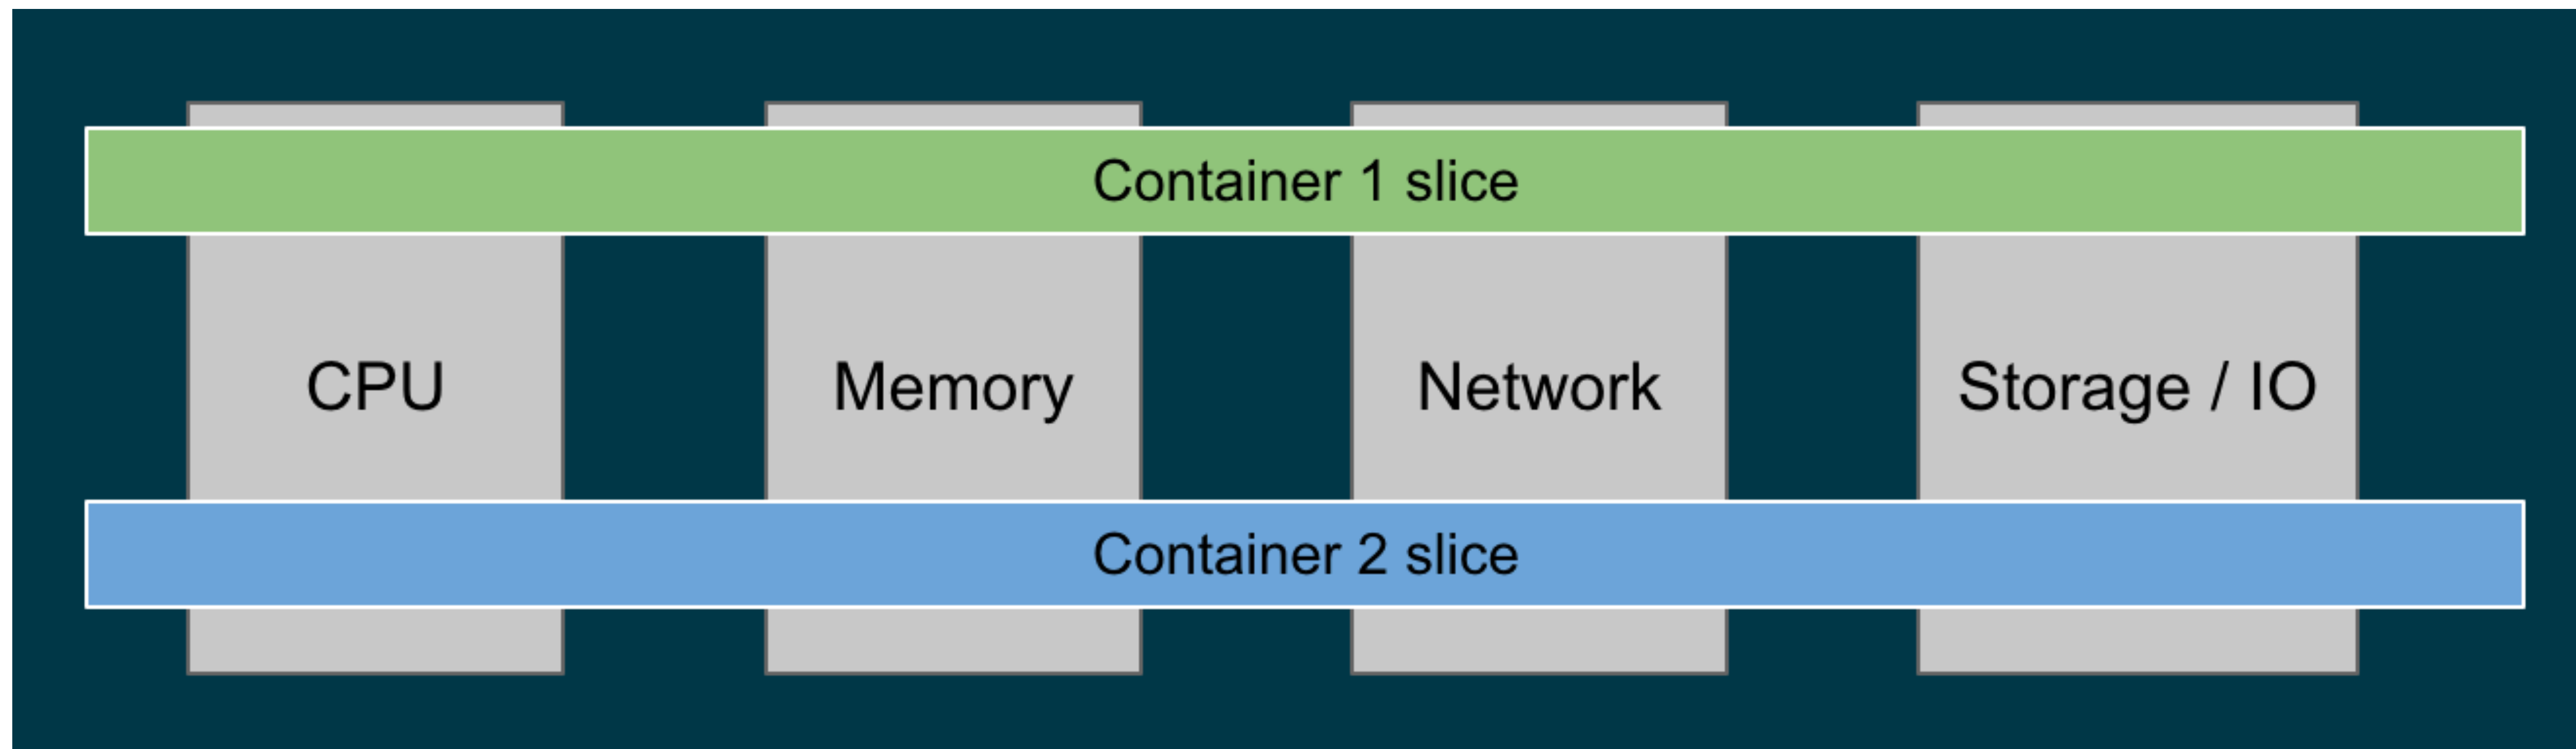 Container 1 slice
CPU
Memory
Network
Storage / IO
Container 2 slice